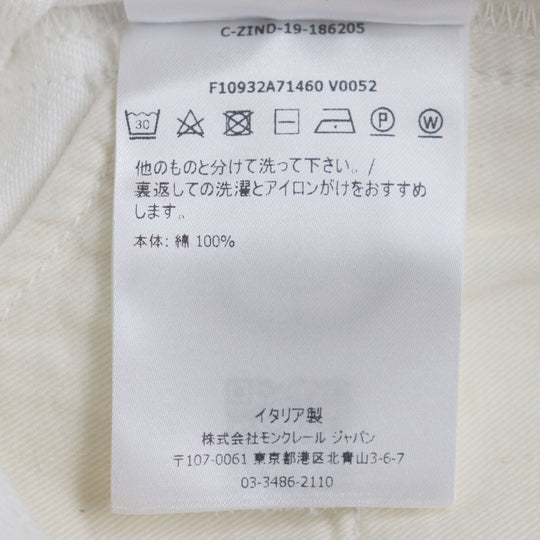 C-ZIND-19-186205
F10932A71460 V0052
30 P W
他のものと分けて洗って下さい。/
裏返しての洗濯とアイロンがけをおすすめ
します。
本体: 綿 100%
イタリア製
株式会社モンクレール ジャパン
〒107-0061 東京都港区北青山3-6-7
03-3486-2110